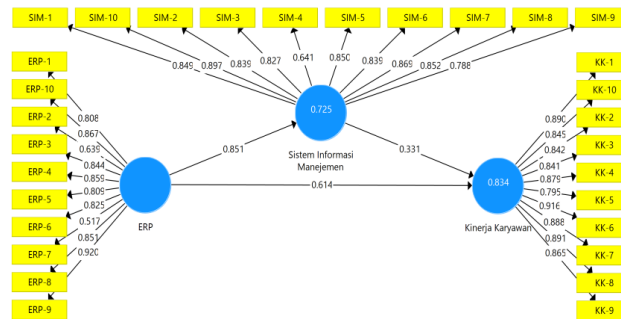 SIM-1 SIM-10 SIM-2 SIM-3 SIM-4 SIM-5 SIM-6 SIM-7 SIM-8 SIM-9
0.849 0.897 0.839 0.827 0.641 0.850 0.839 0.869 0.852 0.788
ERP-1
ERP-10
ERP-2
ERP-3
ERP-4
ERP-5
ERP-6
ERP-7
ERP-8
ERP-9
0.808
0.867
0.639
0.844
0.859
0.809
0.825
0.517
0.851
0.920
ERP
0.851
0.725
Sistem Informasi
Manejemen
0.331
0.614
0.834
Kinerja Karyawan
0.890
0.845
0.842
0.841
0.879
0.795
0.916
0.888
0.891
0.865
KK-1
KK-10
KK-2
KK-3
KK-4
KK-5
KK-6
KK-7
KK-8
KK-9